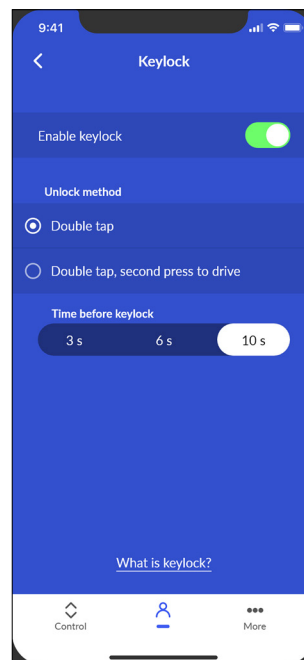 9:41
Keylock
Enable keylock
Unlock method
Double tap
Double tap, second press to drive
Time before keylock
3 s 6 s 10 s
What is keylock?
Control More